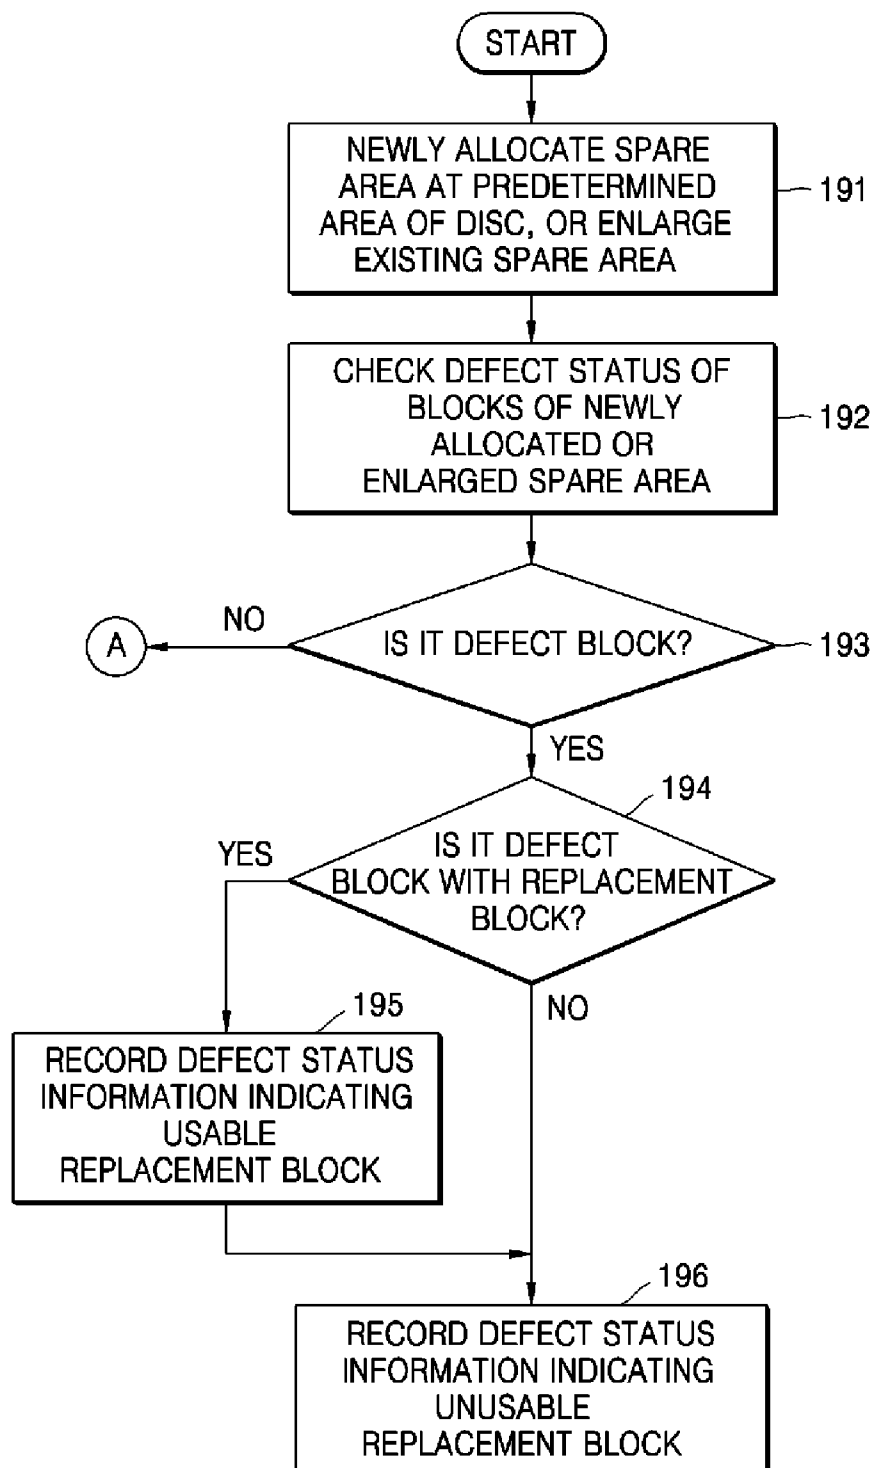 START
NEWLY ALLOCATE SPARE
AREA AT PREDETERMINED
AREA OF DISC, OR ENLARGE
EXISTING SPARE AREA
191
CHECK DEFECT STATUS OF
BLOCKS OF NEWLY
ALLOCATED OR
ENLARGED SPARE AREA
192
NO
A
IS IT DEFECT BLOCK?
193
YES
194
YES
IS IT DEFECT
BLOCK WITH REPLACEMENT
BLOCK?
NO
195
RECORD DEFECT STATUS
INFORMATION INDICATING
USABLE
REPLACEMENT BLOCK
196
RECORD DEFECT STATUS
INFORMATION INDICATING
UNUSABLE
REPLACEMENT BLOCK